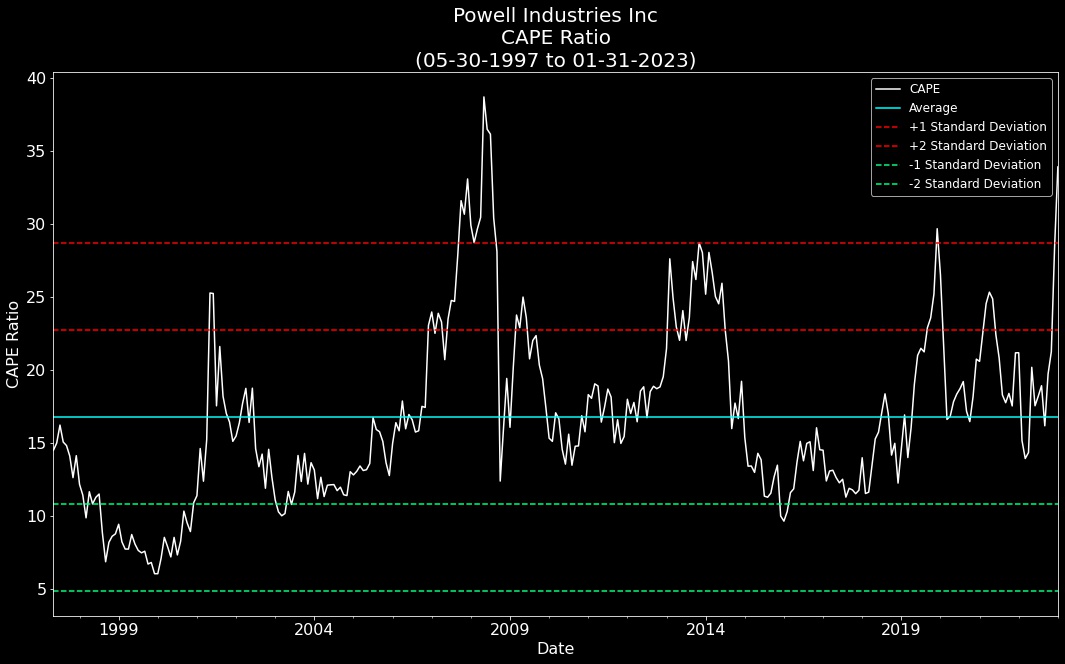 Powell Industries Inc
CAPE Ratio
(05-30-1997 to 01-31-2023)
CAPE
Average
+1 Standard Deviation
+2 Standard Deviation
-1 Standard Deviation
-2 Standard Deviation
40
35
30
25
20
15
10
5
CAPE Ratio
1999 2004 2009 2014 2019
Date